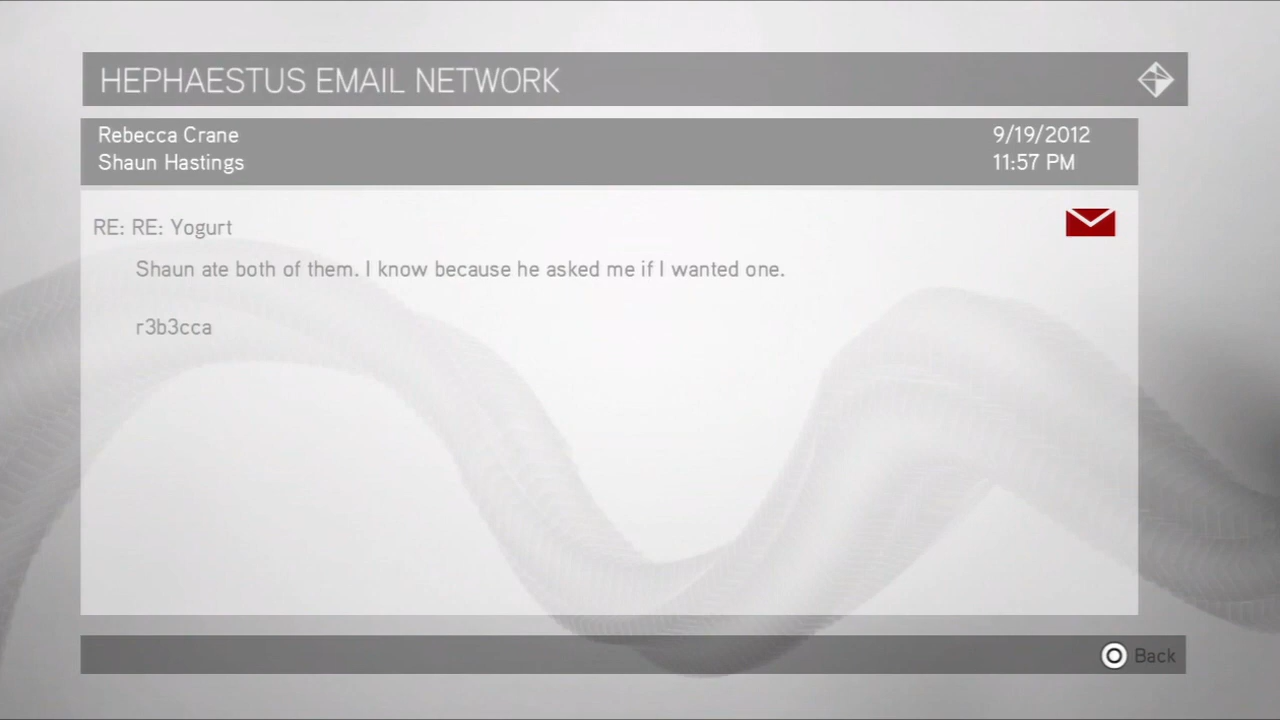 HEPHAESTUS EMAIL NETWORK
Rebecca Crane
Shaun Hastings
9/19/2012
11:57 PM
RE: RE: Yogurt
Shaun ate both of them. I know because he asked me if I wanted one.
r3b3cca
Back